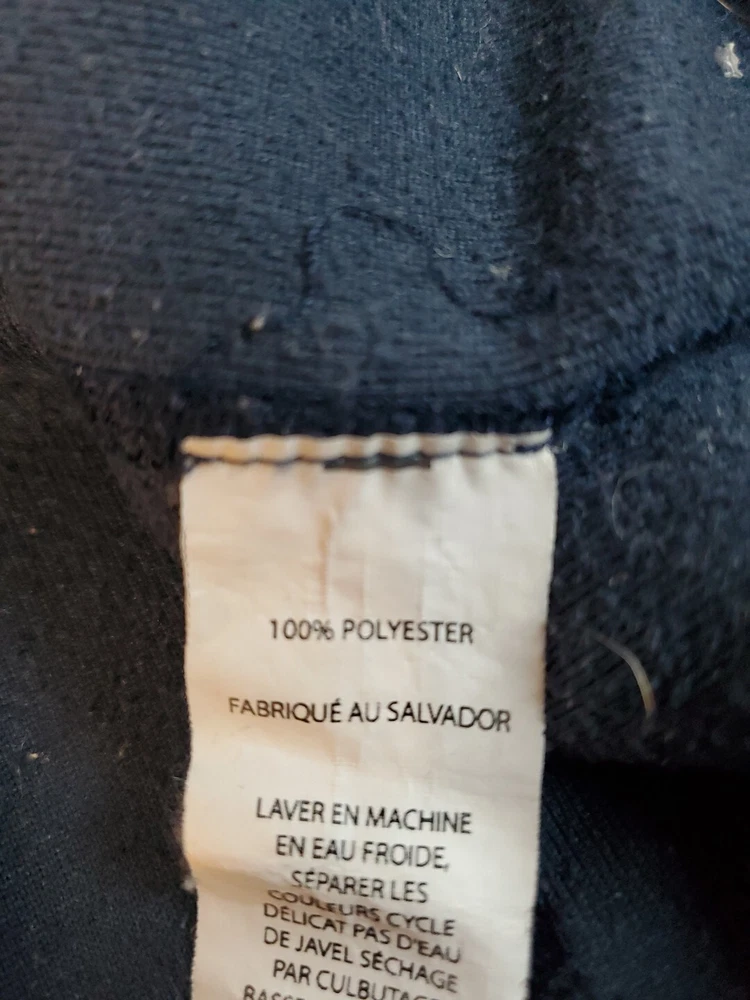 100% POLYESTER
FABRIQUÉ AU SALVADOR
LAVER EN MACHINE
EN EAU FROIDE,
SÉPARER LES
COULEURS CYCLE
DÉLICAT PAS D'EAU
DE JAVEL SÉCHAGE
PAR